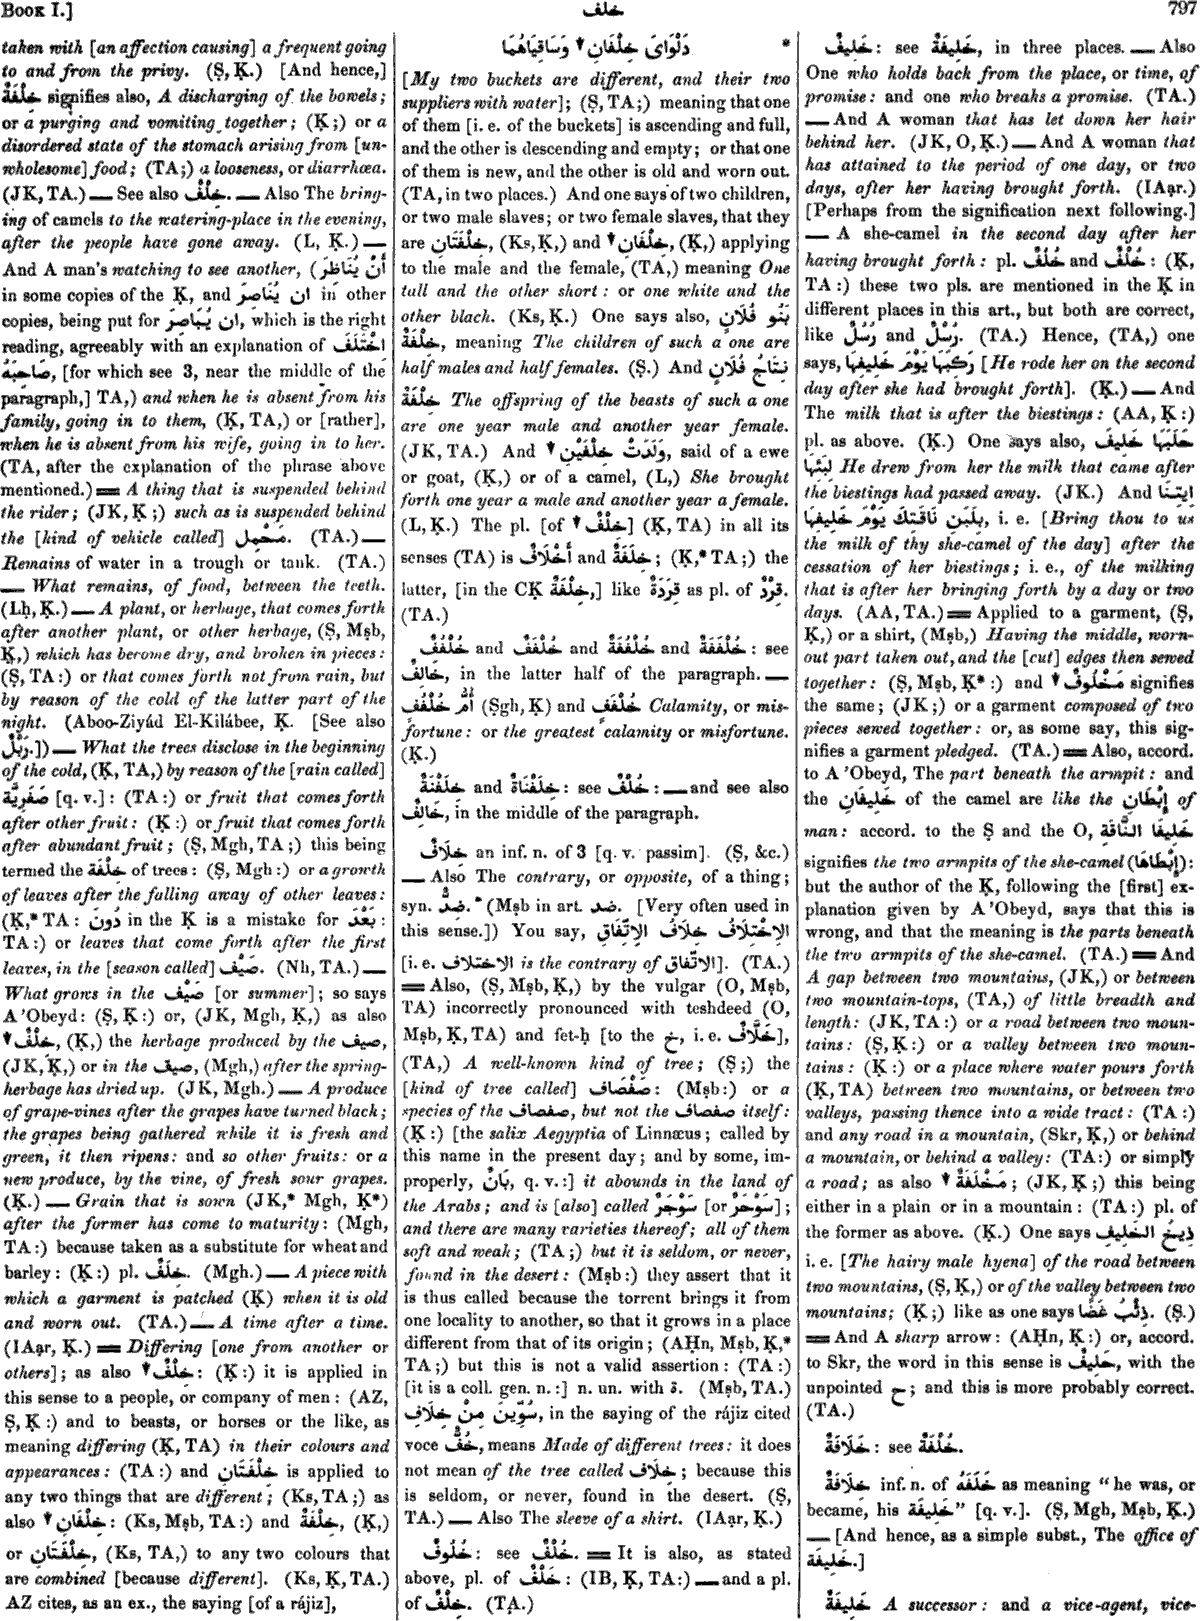 BOOK I.]
خلف
797
taken with [an affection causing] a frequent going
to and from the privy. (Ṣ, Ḳ.) [And hence,]
خِلْفَةٌ signifies also, A discharging of the bowels;
or a purging and vomiting together; (Ḳ;) or a
disordered state of the stomach arising from [un-
wholesome] food; (TA;) a looseness, or diarrhœa.
(JK, TA.) — See also خَلْفٌ. — Also The bring-
ing of camels to the watering-place in the evening,
after the people have gone away. (L, Ḳ.) —
And A man's watching to see another, (أَنْ يُنَاظِرَ
in some copies of the Ḳ, and ان يُنَاصِرَ in other
copies, being put for ان يُبَاصِرَ, which is the right
reading, agreeably with an explanation of اِخْتَلَفَ
صَاحِبَهُ, [for which see 3, near the middle of the
paragraph,] TA,) and when he is absent from his
family, going in to them, (Ḳ, TA,) or [rather],
when he is absent from his wife, going in to her.
(TA, after the explanation of the phrase above
mentioned.) = A thing that is suspended behind
the rider; (JK, Ḳ;) such as is suspended behind
the [kind of vehicle called] مَحْمِل. (TA.) —
Remains of water in a trough or tank. (TA.)
— What remains, of food, between the teeth.
(Lḥ, Ḳ.) — A plant, or herbage, that comes forth
after another plant, or other herbage, (Ṣ, Mṣb,
Ḳ,) which has become dry, and broken in pieces:
(Ṣ, TA:) or that comes forth not from rain, but
by reason of the cold of the latter part of the
night. (Aboo-Ziyád El-Kilábee, Ḳ. [See also
رَبْلٌ.]) — What the trees disclose in the beginning
of the cold, (Ḳ, TA,) by reason of the [rain called]
صَفَرِيَّة [q. v.]: (TA:) or fruit that comes forth
after other fruit: (Ḳ:) or fruit that comes forth
after abundant fruit; (Ṣ, Mgh, TA;) this being
termed the خِلْفَة of trees: (Ṣ, Mgh:) or a growth
of leaves after the falling away of other leaves:
(Ḳ,* TA: دُونَ in the Ḳ is a mistake for بَعْدَ:
TA:) or leaves that come forth after the first
leaves, in the [season called] صَيْف. (Nh, TA.) —
What grows in the صَيْف [or summer]; so says
A'Obeyd: (Ṣ, Ḳ:) or, (JK, Mgh, Ḳ,) as also
▼ خِلْفٌ, (Ḳ,) the herbage produced by the صيف,
(JK, Ḳ,) or in the صيف, (Mgh,) after the spring-
herbage has dried up. (JK, Mgh.) — A produce
of grape-vines after the grapes have turned black;
the grapes being gathered while it is fresh and
green, it then ripens: and so other fruits: or a
new produce, by the vine, of fresh sour grapes.
(Ḳ.) — Grain that is sown (JK,* Mgh, Ḳ*)
after the former has come to maturity: (Mgh,
TA:) because taken as a substitute for wheat and
barley: (Ḳ:) pl. خِلَفٌ. (Mgh.) — A piece with
which a garment is patched (Ḳ) when it is old
and worn out. (TA.) — A time after a time.
(IAạr, Ḳ.) = Differing [one from another or
others]; as also ▼ خِلْفٌ: (Ḳ:) it is applied in
this sense to a people, or company of men: (AZ,
Ṣ, Ḳ:) and to beasts, or horses or the like, as
meaning differing (Ḳ, TA) in their colours and
appearances: (TA:) and خِلْفَتَانِ is applied to
any two things that are different; (Ks, TA;) as
also ▼ خِلْفَانِ: (Ks, Mṣb, TA:) and خِلْفَةٌ, (Ḳ,)
or خِلْفَتَانِ, (Ks, TA,) to any two colours that
are combined [because different]. (Ks, Ḳ, TA.)
AZ cites, as an ex., the saying [of a rájiz],
* دَلْوَاىَ خِلْفَانِ ▼ وَسَاقِيَاهُمَا
[My two buckets are different, and their two
suppliers with water]; (Ṣ, TA;) meaning that one
of them [i. e. of the buckets] is ascending and full,
and the other is descending and empty; or that one
of them is new, and the other is old and worn out.
(TA, in two places.) And one says of two children,
or two male slaves; or two female slaves, that they
are خِلْفَتَانِ, (Ks, Ḳ,) and ▼ خِلْفَانِ, (Ḳ,) applying
to the male and the female, (TA,) meaning One
tall and the other short: or one white and the
other black. (Ks, Ḳ.) One says also, بَنُو فُلَانٍ
خِلْفَةٌ, meaning The children of such a one are
half males and half females. (Ṣ.) And نِتَاجُ فُلَانٍ
خِلْفَةٌ The offspring of the beasts of such a one
are one year male and another year female.
(JK, TA.) And ▼ وَلَدَتْ خِلْفَيْنِ, said of a ewe
or goat, (Ḳ,) or of a camel, (L,) She brought
forth one year a male and another year a female.
(L, Ḳ.) The pl. [of ▼ خِلْفٌ] (Ḳ, TA) in all its
senses (TA) is أَخْلَافٌ and خِلَفَةٌ; (Ḳ,* TA;) the
latter, [in the CḲ خِلْفَةٌ,] like قِرَدَةٌ as pl. of قِرْدٌ.
(TA.)
خُلْفَفٌ and خُلْفَفٌ and خُلْفُفَةٌ and خُلْفَفَةٌ: see
خَالِفٌ, in the latter half of the paragraph. —
أُمُّ خُلْفُفٍ (Ṣgh, Ḳ) and خُلْفَفٍ Calamity, or mis-
fortune: or the greatest calamity or misfortune.
(Ḳ.)
خِلَفْنَةٌ and خِلَفْنَاةٌ: see خُلْفٌ: — and see also
خَالِفٌ, in the middle of the paragraph.
خِلَافٌ an inf. n. of 3 [q. v. passim]. (Ṣ, &c.)
— Also The contrary, or opposite, of a thing;
syn. ضِدٌّ. (Mṣb in art. ضد. [Very often used in
this sense.]) You say, الاِخْتِلَافُ خِلَافُ الاِتِّفَاقِ
[i. e. الاختلاف is the contrary of الاتّفاق]. (TA.)
= Also, (Ṣ, Mṣb, Ḳ,) by the vulgar (O, Mṣb,
TA) incorrectly pronounced with teshdeed (O,
Mṣb, Ḳ, TA) and fet-ḥ [to the خ, i. e. خَلَّافٌ],
(TA,) A well-known kind of tree; (Ṣ;) the
[kind of tree called] صَفْصَاف: (Mṣb:) or a
species of the صفصاف, but not the صفصاف itself:
(Ḳ:) [the salix Aegyptia of Linnæus; called by
this name in the present day; and by some, im-
properly, بَانٌ, q. v.:] it abounds in the land of
the Arabs; and is [also] called سَوْجَرٌ [or سَوْحَرٌ];
and there are many varieties thereof; all of them
soft and weak; (TA;) but it is seldom, or never,
found in the desert: (Mṣb:) they assert that it
is thus called because the torrent brings it from
one locality to another, so that it grows in a place
different from that of its origin; (AḤn, Mṣb, Ḳ,*
TA;) but this is not a valid assertion: (TA:)
[it is a coll. gen. n.:] n. un. with ة. (Mṣb, TA.)
سُوِّينَ مِنْ خِلَافِ, in the saying of the rájiz cited
voce خُفٌّ, means Made of different trees: it does
not mean of the tree called خلاف; because this
is seldom, or never, found in the desert. (Ṣ,
TA.) — Also The sleeve of a shirt. (IAạr, Ḳ.)
خُلُوفٌ: see خُلْفٌ. = It is also, as stated
above, pl. of خَلْفٌ: (IB, Ḳ, TA:) — and a pl.
of خِلْفٌ. (TA.)
خَلِيفٌ: see خَلِيفَةٌ, in three places. — Also
One who holds back from the place, or time, of
promise: and one who breaks a promise. (TA.)
— And A woman that has let down her hair
behind her. (JK, O, Ḳ.) — And A woman that
has attained to the period of one day, or two
days, after her having brought forth. (IAạr.)
[Perhaps from the signification next following.]
— A she-camel in the second day after her
having brought forth: pl. خُلُفٌ and خُلْفٌ: (Ḳ,
TA:) these two pls. are mentioned in the Ḳ in
different places in this art., but both are correct,
like رُسُلٌ and رُسْلٌ. (TA.) Hence, (TA,) one
says, رَكِبَهَا يَوْمَ خَلِيفِهَا [He rode her on the second
day after she had brought forth]. (Ḳ.) — And
The milk that is after the biestings: (AA, Ḳ:)
pl. as above. (Ḳ.) One says also, حَلَبَهَا خَلِيفَ
لِبَئِهَا He drew from her the milk that came after
the biestings had passed away. (JK.) And اِيتِنَا
بِلَبَنِ نَاقَتِكَ يَوْمَ خَلِيفِهَا, i. e. [Bring thou to us
the milk of thy she-camel of the day] after the
cessation of her biestings; i. e., of the milking
that is after her bringing forth by a day or two
days. (AA, TA.) = Applied to a garment, (Ṣ,
Ḳ,) or a shirt, (Mṣb,) Having the middle, worn-
out part taken out, and the [cut] edges then sewed
together: (Ṣ, Mṣb, Ḳ*:) and ▼ مَخْلُوفٌ signifies
the same; (JK;) or a garment composed of two
pieces sewed together: or, as some say, this sig-
nifies a garment pledged. (TA.) = Also, accord.
to A'Obeyd, The part beneath the armpit: and
the خَلِيفَانِ of the camel are like the إِبْطَانِ of
man: accord. to the Ṣ and the O, خَلِيفَا النَّاقَةِ
signifies the two armpits of the she-camel (إِبْطَاهَا):
but the author of the Ḳ, following the [first] ex-
planation given by A'Obeyd, says that this is
wrong, and that the meaning is the parts beneath
the two armpits of the she-camel. (TA.) = And
A gap between two mountains, (JK,) or between
two mountain-tops, (TA,) of little breadth and
length: (JK, TA:) or a road between two moun-
tains: (Ṣ, Ḳ:) or a valley between two moun-
tains: (Ḳ:) or a place where water pours forth
(Ḳ, TA) between two mountains, or between two
valleys, passing thence into a wide tract: (TA:)
and any road in a mountain, (Skr, Ḳ,) or behind
a mountain, or behind a valley: (TA:) or simply
a road; as also ▼ مَخْلَفَةٌ; (JK, Ḳ;) this being
either in a plain or in a mountain: (TA:) pl. of
the former as above. (Ḳ.) One says ذِيخُ الخَلِيفِ
i. e. [The hairy male hyena] of the road between
two mountains, (Ṣ, Ḳ,) or of the valley between two
mountains; (Ḳ;) like as one says ذِئْبُ غَضًا. (Ṣ.)
= And A sharp arrow: (AḤn, Ḳ:) or, accord.
to Skr, the word in this sense is حَلِيفٌ, with the
unpointed ح; and this is more probably correct.
(TA.)
خَلَافَةٌ: see خُلْفَةٌ.
خِلَافَةٌ inf. n. of خَلَفَهُ as meaning "he was, or
became, his خَلِيفَة" [q. v.]. (Ṣ, Mgh, Mṣb, Ḳ.)
— [And hence, as a simple subst., The office of
خَلِيفَة.]
خَلِيفَةٌ A successor: and a vice-agent, vice-